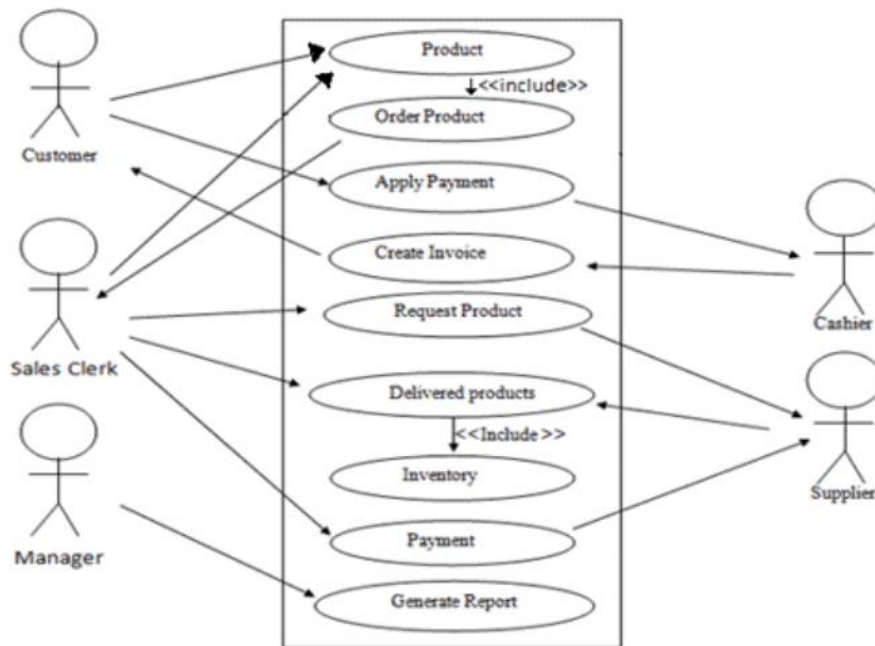 Product
<<include>>
Order Product
Customer
Apply Payment
Create Invoice
Request Product
Cashier
Sales Clerk
Delivered products
<<Include >>
Inventory
Supplier
Payment
Manager
Generate Report